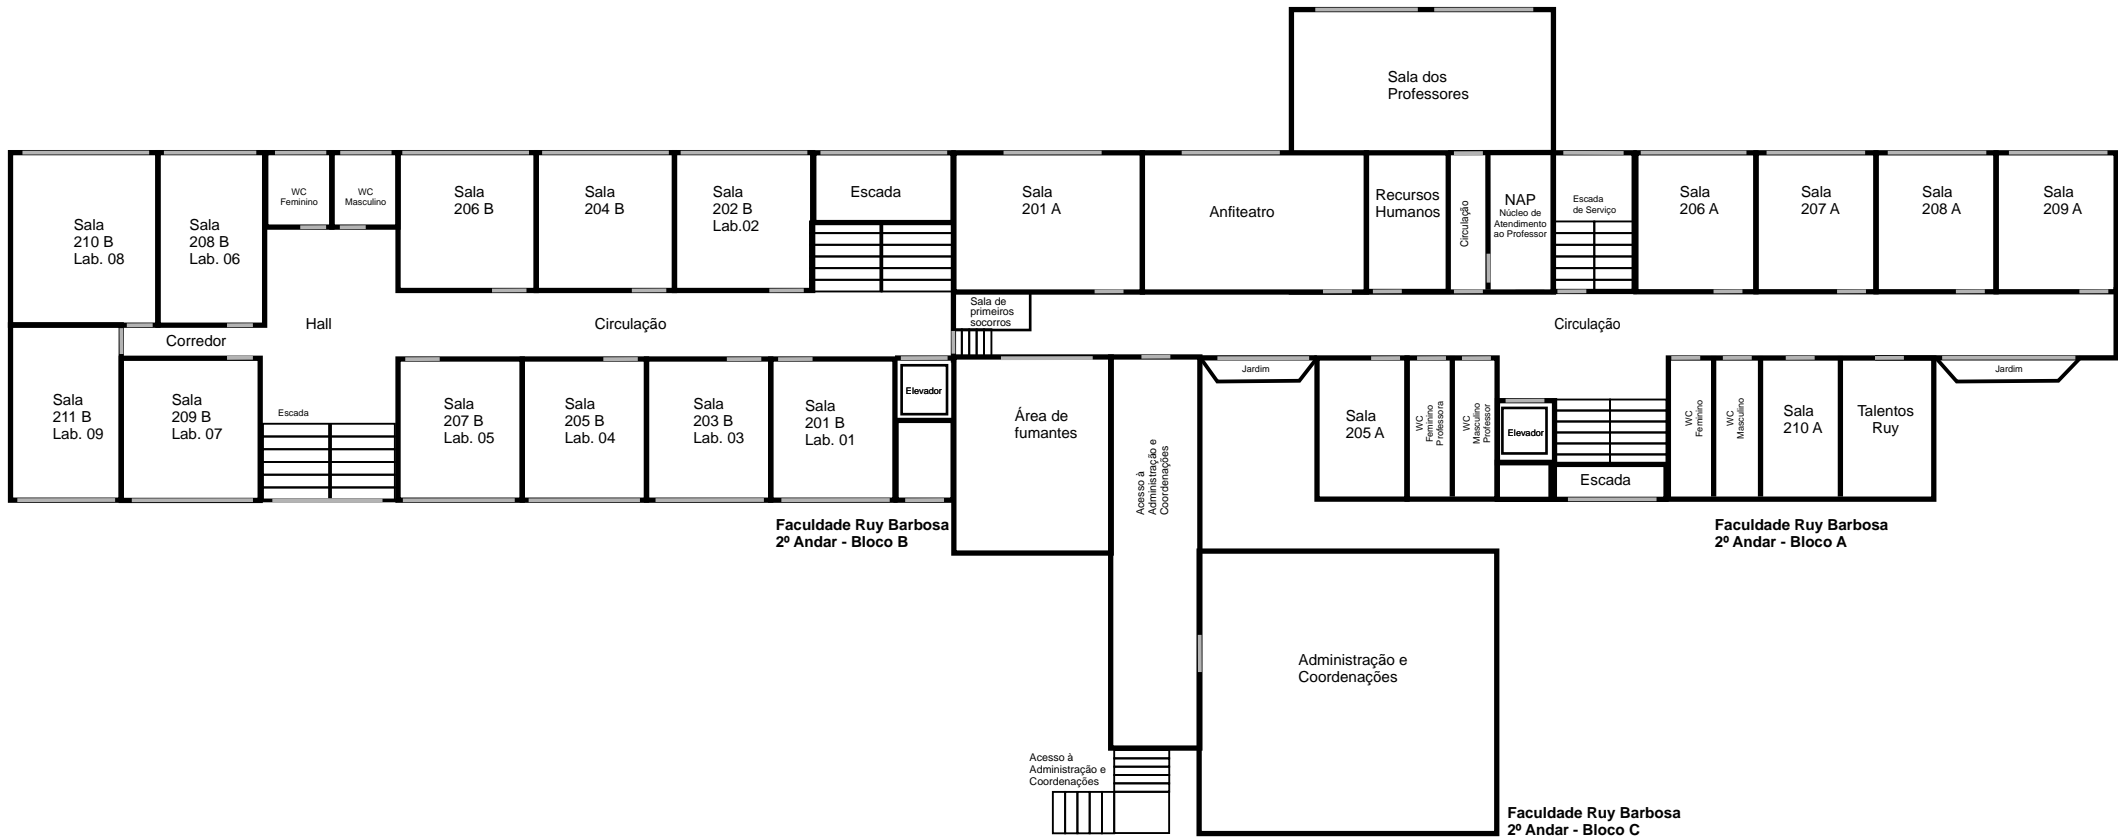 Sala dos
Professores
Sala
210 B
Lab. 08
Sala
208 B
Lab. 06
WC
Feminino
WC
Masculino
Sala
206 B
Sala
204 B
Sala
202 B
Lab.02
Escada
Sala
201 A
Anfiteatro
Recursos
Humanos
Circulação
NAP
Núcleo de
Atendimento
ao Professor
Escada
de Serviço
Sala
206 A
Sala
207 A
Sala
208 A
Sala
209 A
Hall
Corredor
Circulação
Sala de
primeiros
socorros
Circulação
Sala
211 B
Lab. 09
Sala
209 B
Lab. 07
Escada
Sala
207 B
Lab. 05
Sala
205 B
Lab. 04
Sala
203 B
Lab. 03
Sala
201 B
Lab. 01
Elevador
Área de
fumantes
Acesso à
Administração e
Coordenações
Jardim
Sala
205 A
WC
Feminino
Professora
WC
Masculino
Professor
Elevador
Escada
WC
Feminino
WC
Masculino
Sala
210 A
Talentos
Ruy
Jardim
Faculdade Ruy Barbosa
2º Andar - Bloco B
Faculdade Ruy Barbosa
2º Andar - Bloco A
Administração e
Coordenações
Acesso à
Administração e
Coordenações
Faculdade Ruy Barbosa
2º Andar - Bloco C